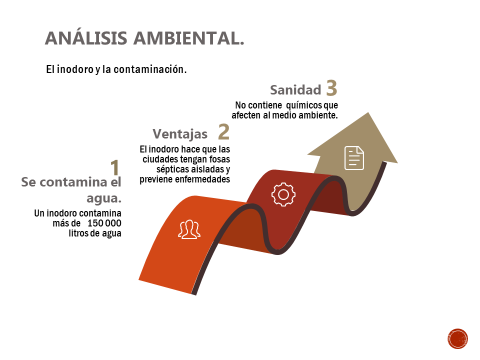 ANÁLISIS AMBIENTAL.
El inodoro y la contaminación.
1
Se contamina el
agua.
Un inodoro contamina
más de 150 000
litros de agua
Ventajas 2
El inodoro hace que las
ciudades tengan fosas
sépticas aisladas y
previene enfermedades
Sanidad 3
No contiene químicos que
afecten al medio ambiente.